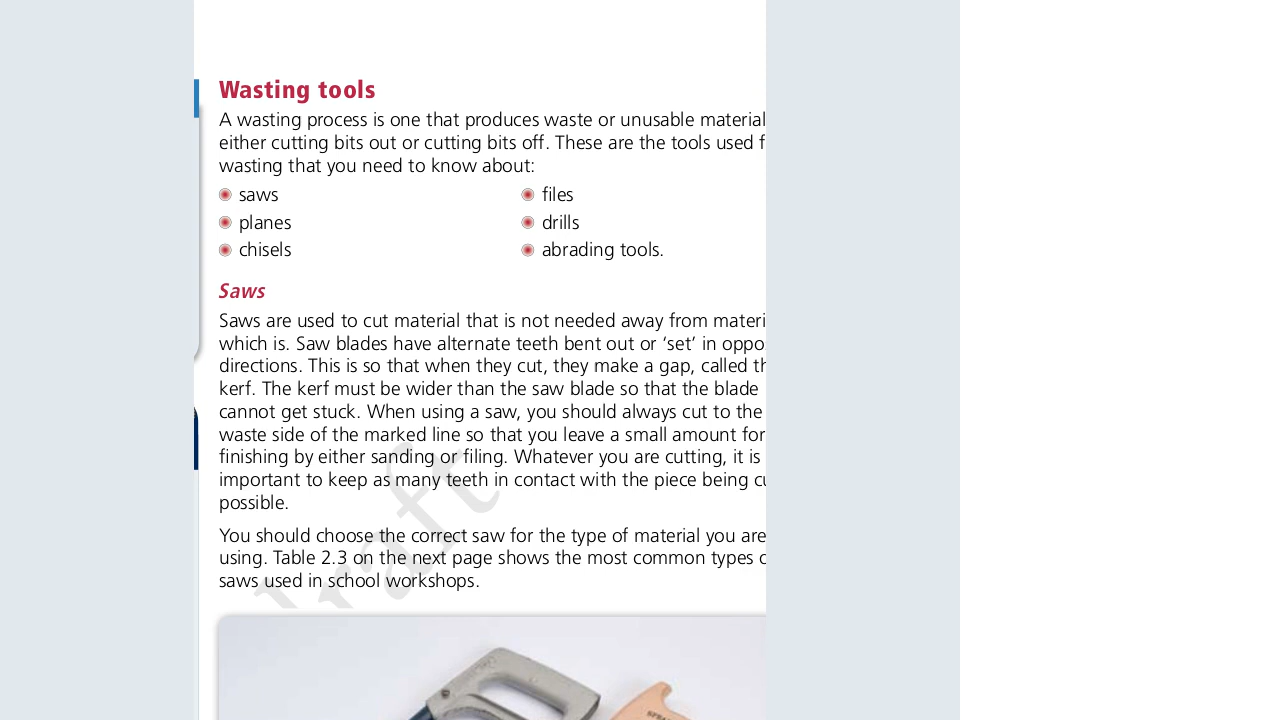 Wasting tools
A wasting process is one that produces waste or unusable material
either cutting bits out or cutting bits off. These are the tools used
wasting that you need to know about:
saws
files
planes
drills
chisels
abrading tools.
Saws
Saws are used to cut material that is not needed away from
which is. Saw blades have alternate teeth bent out or ‘set’ in
directions. This is so that when they cut, they make a gap, called
kerf. The kerf must be wider than the saw blade so that the blade
cannot get stuck. When using a saw, you should always cut to the
waste side of the marked line so that you leave a small amount for
finishing by either sanding or filing. Whatever you are cutting, it is
important to keep as many teeth in contact with the piece being
possible.
You should choose the correct saw for the type of material you are
using. Table 2.3 on the next page shows the most common types
saws used in school workshops.
draft